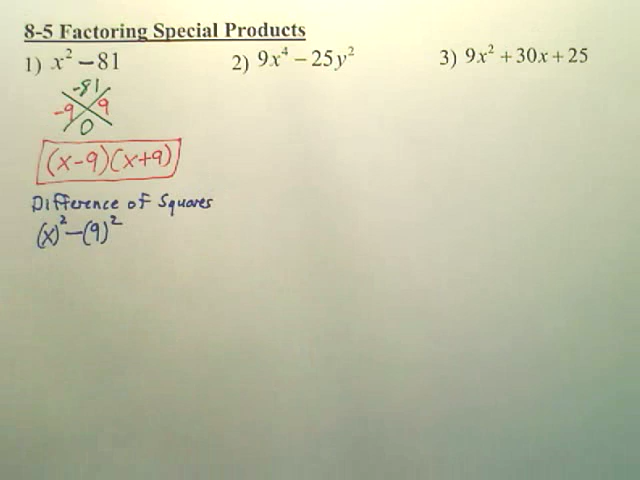 8-5 Factoring Special Products
1) x² − 81
-81
-9 9
0
(x-9)(x+9)
Difference of Squares
(x)² - (9)²
2) 9x⁴ − 25y²
3) 9x² + 30x + 25